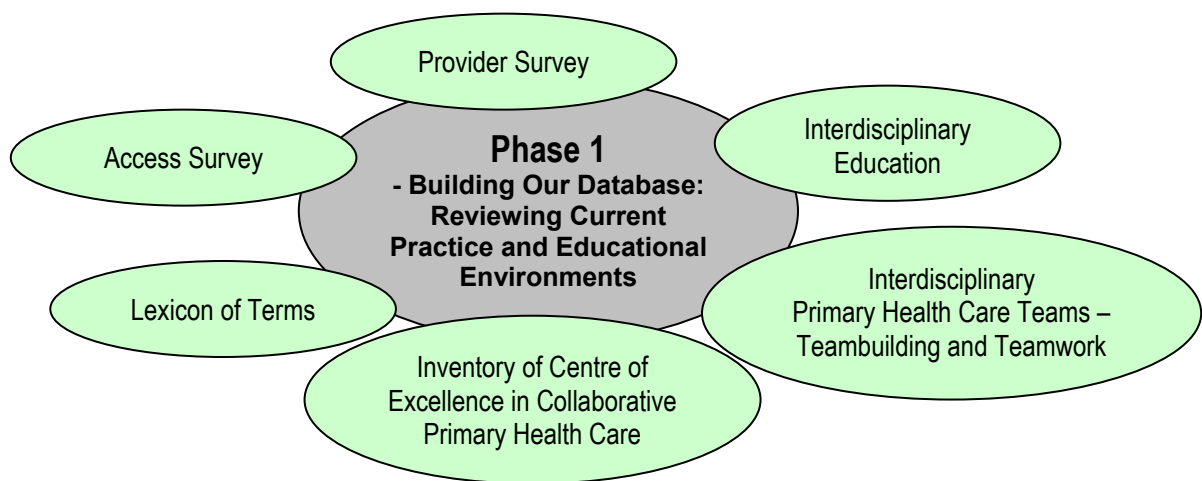 Provider Survey
Access Survey
Interdisciplinary
Education
Phase 1
- Building Our Database:
Reviewing Current
Practice and Educational
Environments
Lexicon of Terms
Interdisciplinary
Primary Health Care Teams –
Teambuilding and Teamwork
Inventory of Centre of
Excellence in Collaborative
Primary Health Care